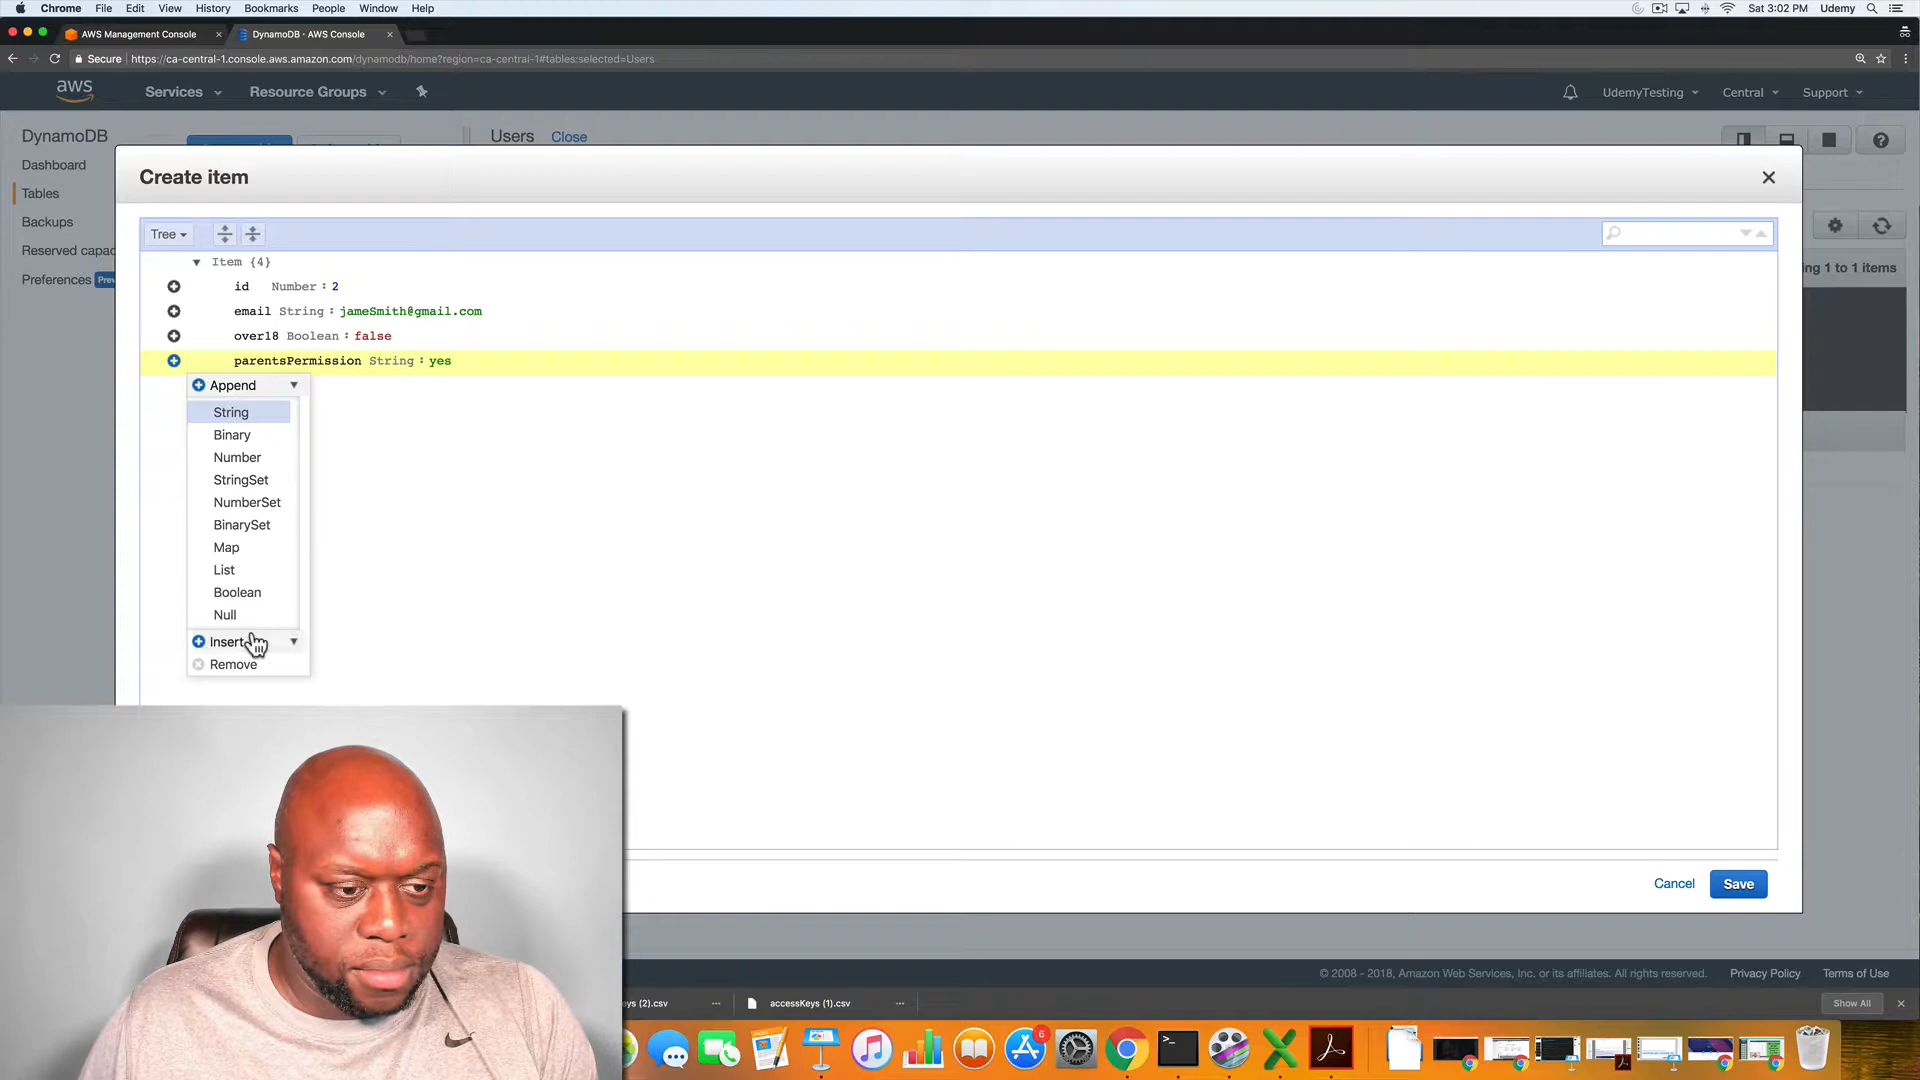 Chrome File Edit View History Bookmarks People Window Help Sat 3:02 PM Udemy
AWS Management Console × DynamoDB · AWS Console ×
Secure https://ca-central-1.console.aws.amazon.com/dynamodb/home?region=ca-central-1#tables:selected=Users
aws Services Resource Groups UdemyTesting Central Support
DynamoDB
Users Close
Dashboard
Tables
Backups
Reserved capac
Preferences
ing 1 to 1 items
Create item
Tree
Item {4}
id Number : 2
email String : jameSmith@gmail.com
over18 Boolean : false
parentsPermission String : yes
Append
String
Binary
Number
StringSet
NumberSet
BinarySet
Map
List
Boolean
Null
Insert
Remove
Cancel Save
© 2008 - 2018, Amazon Web Services, Inc. or its affiliates. All rights reserved. Privacy Policy Terms of Use
ys (2).csv accessKeys (1).csv Show All
6